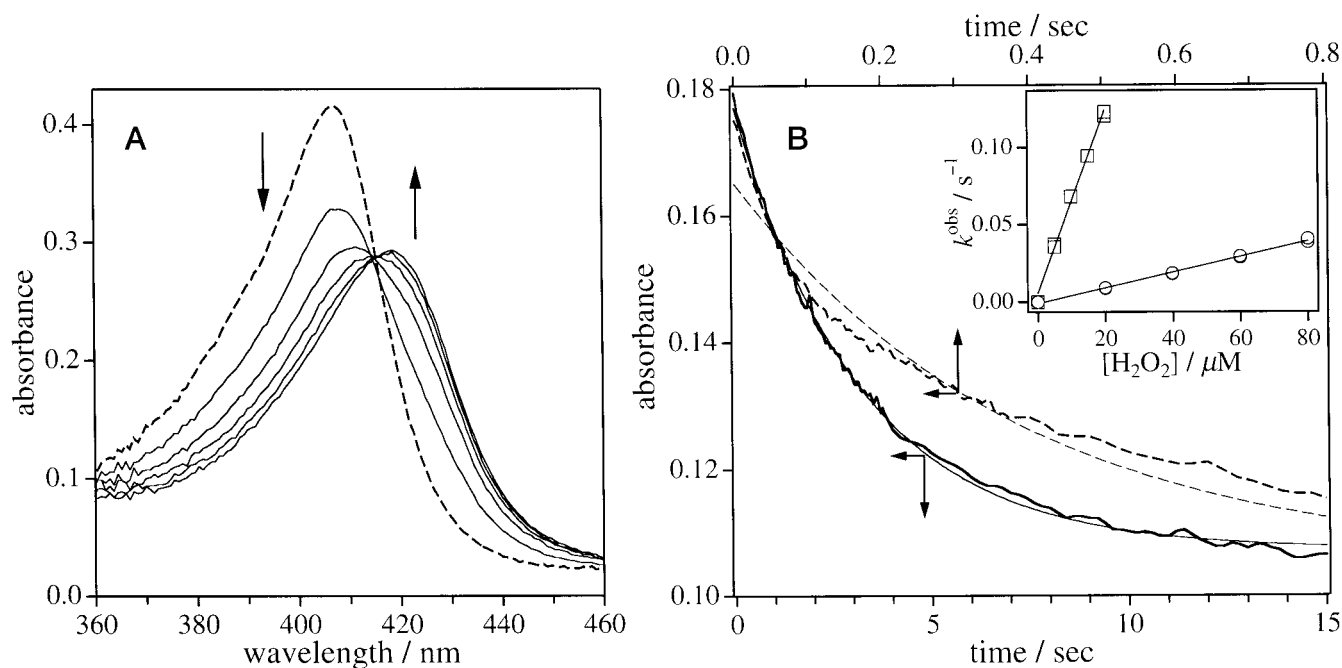 A
0.4
0.3
0.2
0.1
0.0
absorbance
360 380 400 420 440 460
wavelength / nm
time / sec
0.0 0.2 0.4 0.6 0.8
B
0.18
0.16
0.14
0.12
0.10
absorbance
0 5 10 15
time / sec
0.10
0.05
0.00
k^obs / s⁻¹
0 20 40 60 80
[H₂O₂] / μM